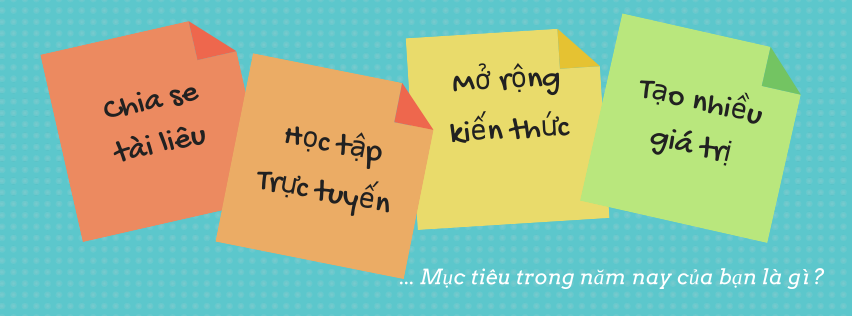 Chia se
tài liêu
Học tập
Trực tuyến
Mở rộng
kiến thức
Tạo nhiều
giá trị
... Mục tiêu trong năm nay của bạn là gì?